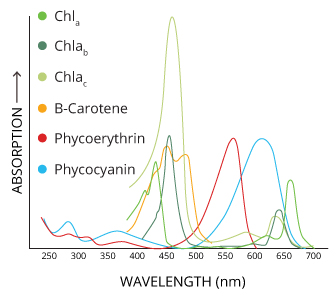 Chla
Chlab
Chlac
B-Carotene
Phycoerythrin
Phycocyanin
ABSORPTION
250 300 350 400 450 500 550 600 650 700
WAVELENGTH (nm)